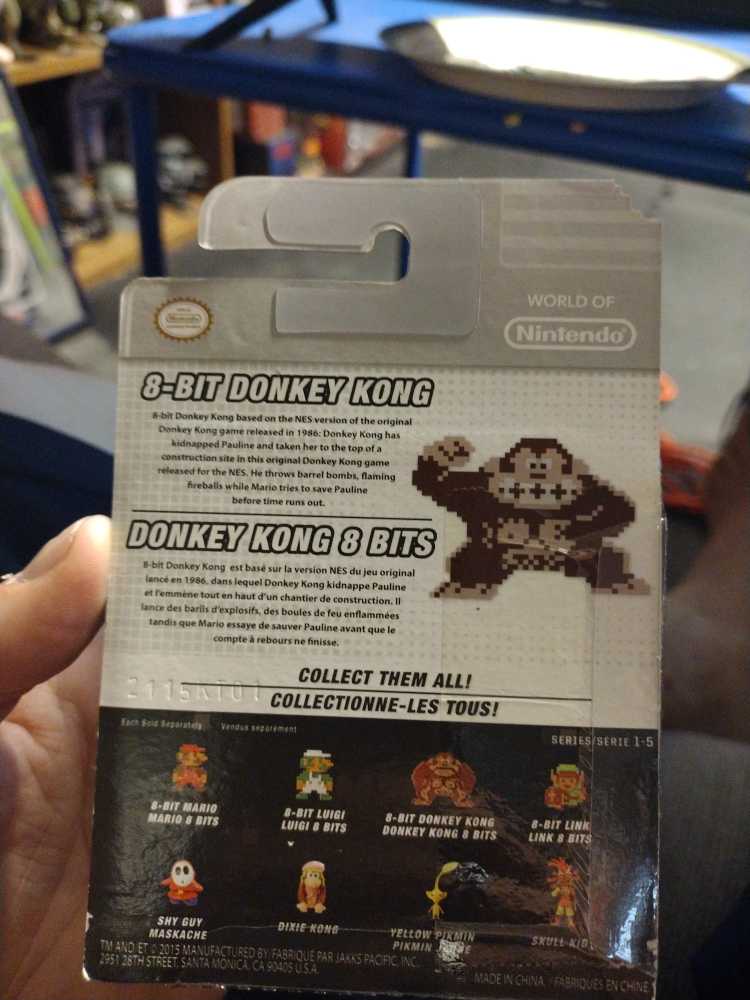 WORLD OF
Nintendo
Nintendo
8-BIT DONKEY KONG
8-bit Donkey Kong based on the NES version of the original
Donkey Kong game released in 1986: Donkey Kong has
kidnapped Pauline and taken her to the top of a
construction site in this original Donkey Kong game
released for the NES. He throws barrel bombs, flaming
fireballs while Mario tries to save Pauline
before time runs out.
DONKEY KONG 8 BITS
8-bit Donkey Kong est basé sur la version NES du jeu original
lancé en 1986, dans lequel Donkey Kong kidnappe Pauline
et l'emmène tout en haut d'un chantier de construction. Il
lance des barils d'explosifs, des boules de feu enflammées
tandis que Mario essaye de sauver Pauline avant que le
compte à rebours ne finisse.
2115KT01
COLLECT THEM ALL!
COLLECTIONNE-LES TOUS!
Each Sold Separately. Vendus séparément
SERIES/SÉRIE 1-5
8-BIT MARIO
MARIO 8 BITS
8-BIT LUIGI
LUIGI 8 BITS
8-BIT DONKEY KONG
DONKEY KONG 8 BITS
8-BIT LINK
LINK 8 BITS
SHY GUY
MASKACHE
DIXIE KONG
YELLOW PIKMIN
PIKMIN
SKULL KID
TM AND/ET © 2015 MANUFACTURED BY/FABRIQUÉ PAR JAKKS PACIFIC, INC.
2951 28TH STREET, SANTA MONICA, CA 90405 U.S.A.
MADE IN CHINA / FABRIQUÉS EN CHINE